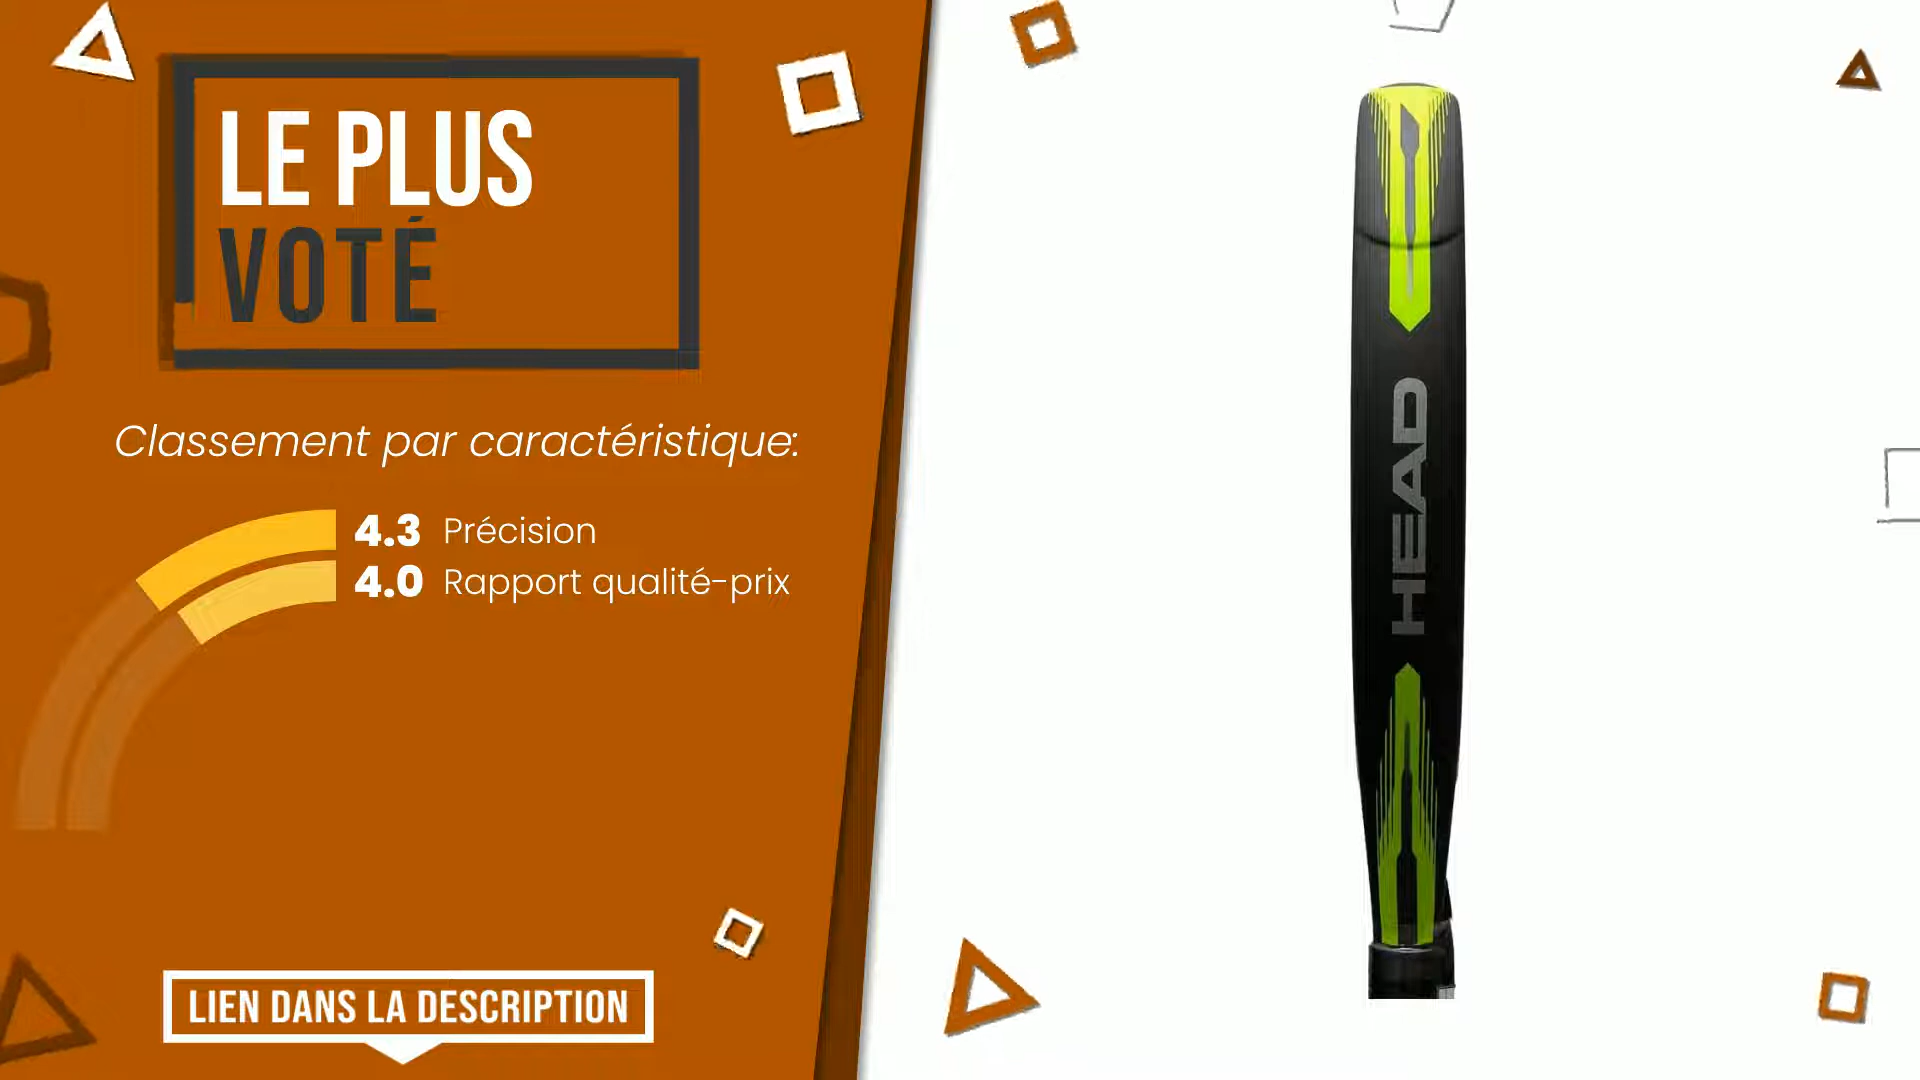 LE PLUS
VOTÉ
Classement par caractéristique:
4.3 Précision
4.0 Rapport qualité-prix
LIEN DANS LA DESCRIPTION
HEAD